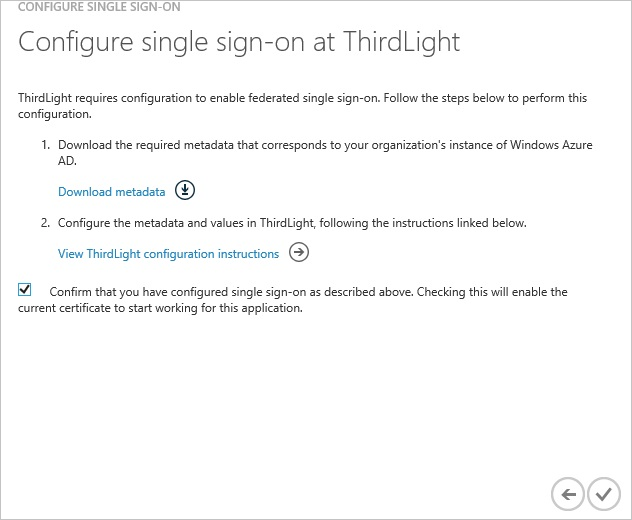 CONFIGURE SINGLE SIGN-ON
Configure single sign-on at ThirdLight
ThirdLight requires configuration to enable federated single sign-on. Follow the steps below to perform this
configuration.
1. Download the required metadata that corresponds to your organization's instance of Windows Azure
AD.
Download metadata
2. Configure the metadata and values in ThirdLight, following the instructions linked below.
View ThirdLight configuration instructions
Confirm that you have configured single sign-on as described above. Checking this will enable the
current certificate to start working for this application.